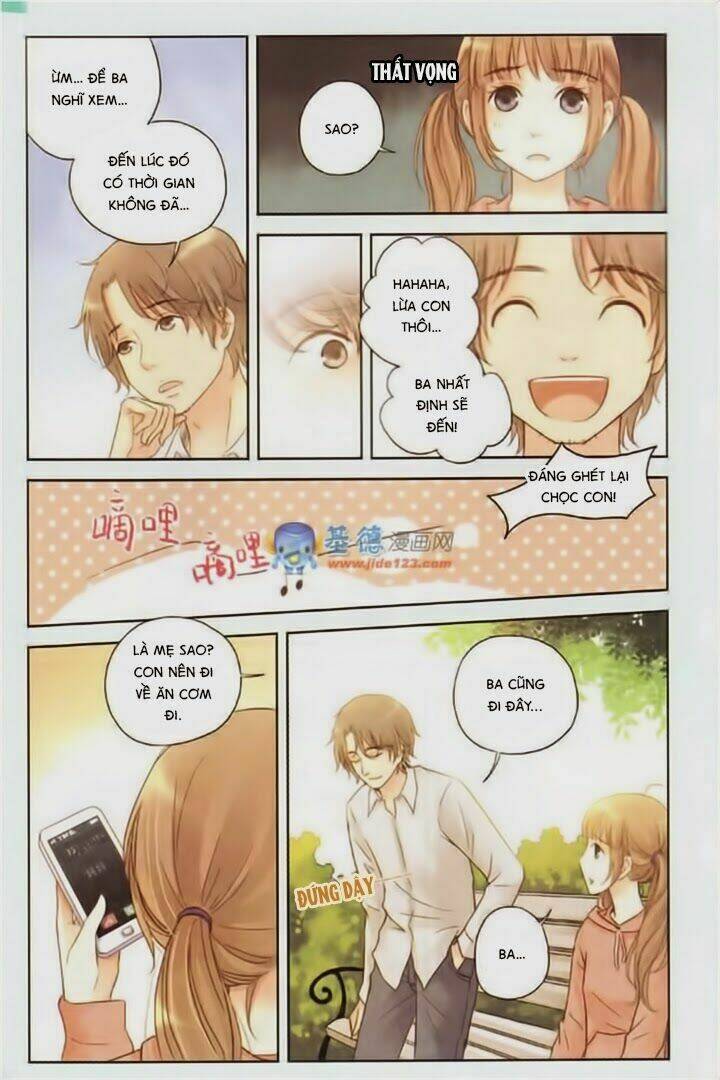 ỪM... ĐỂ BA
NGHĨ XEM...
ĐẾN LÚC ĐÓ
CÓ THỜI GIAN
KHÔNG ĐÃ...
THẤT VỌNG
SAO?
HAHAHA,
LỪA CON
THÔI...
BA NHẤT
ĐỊNH SẼ
ĐẾN!
ĐÁNG GHÉT LẠI
CHỌC CON!
嘀哩
嘀哩
基德漫画网
www.jide123.com
LÀ MẸ SAO?
CON NÊN ĐI
VỀ ĂN CƠM
ĐI.
BA CŨNG
ĐI ĐÂY...
ĐỨNG DẬY
BA...